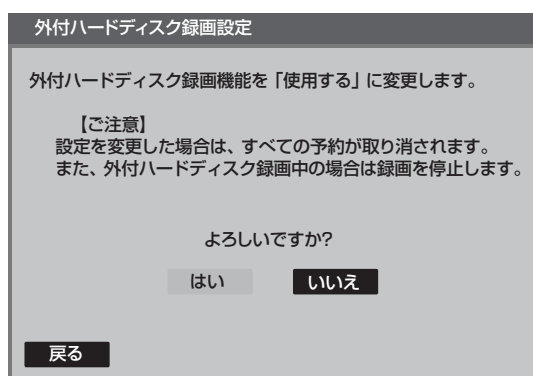 外付ハードディスク録画設定
外付ハードディスク録画機能を「使用する」に変更します。
【ご注意】
設定を変更した場合は、すべての予約が取り消されます。
また、外付ハードディスク録画中の場合は録画を停止します。
よろしいですか?
はい いいえ
戻る